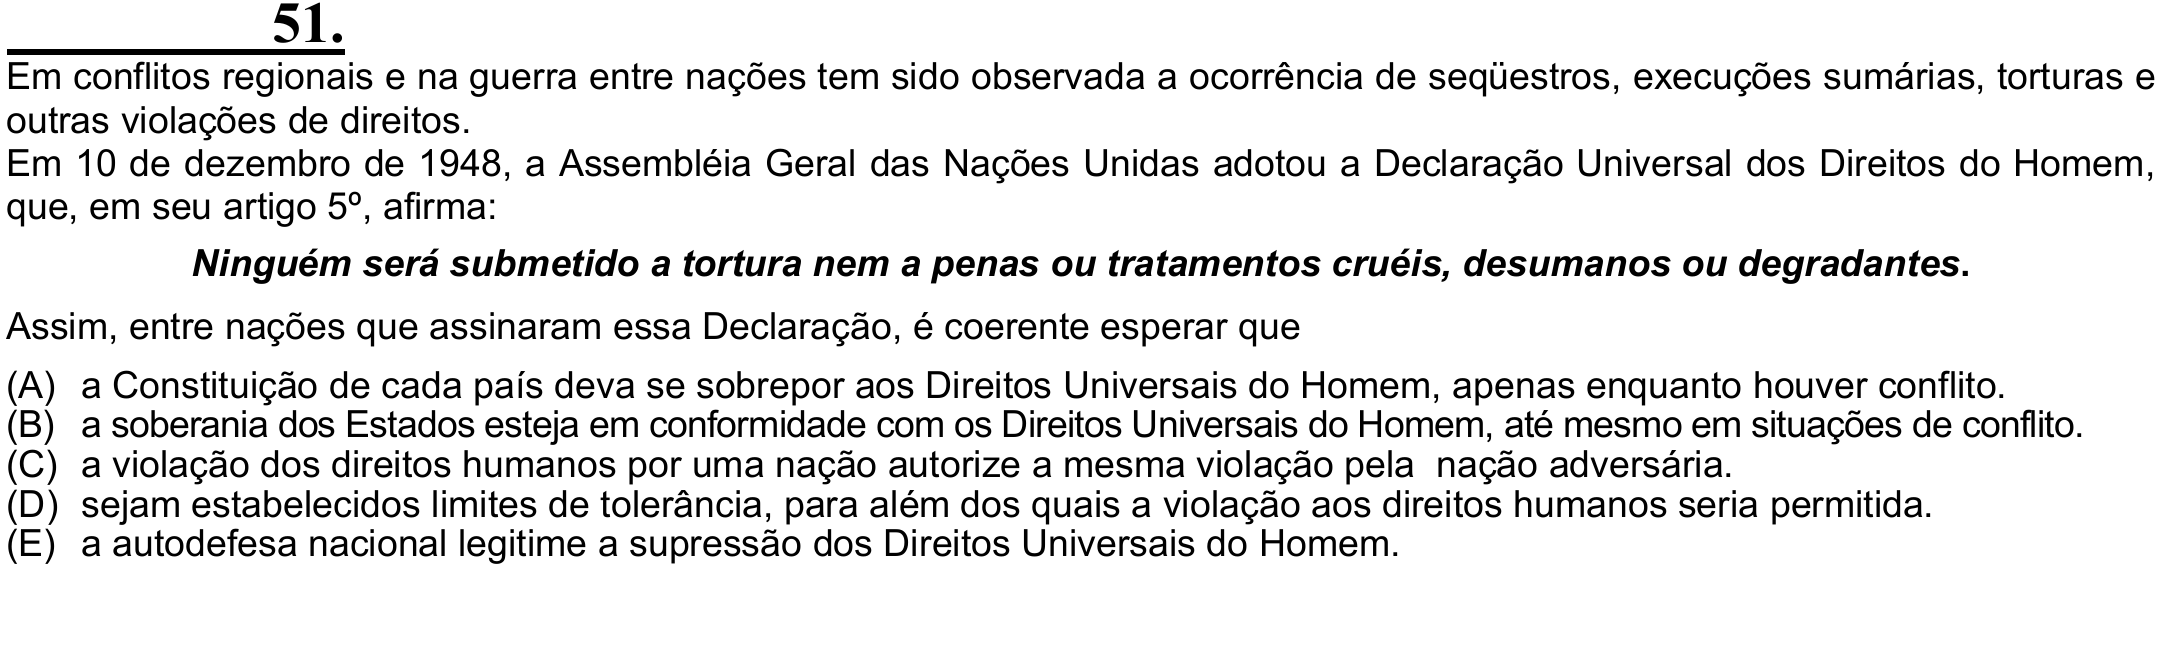 51.
Em conflitos regionais e na guerra entre nações tem sido observada a ocorrência de seqüestros, execuções sumárias, torturas e
outras violações de direitos.
Em 10 de dezembro de 1948, a Assembléia Geral das Nações Unidas adotou a Declaração Universal dos Direitos do Homem,
que, em seu artigo 5º, afirma:
Ninguém será submetido a tortura nem a penas ou tratamentos cruéis, desumanos ou degradantes.
Assim, entre nações que assinaram essa Declaração, é coerente esperar que
(A) a Constituição de cada país deva se sobrepor aos Direitos Universais do Homem, apenas enquanto houver conflito.
(B) a soberania dos Estados esteja em conformidade com os Direitos Universais do Homem, até mesmo em situações de conflito.
(C) a violação dos direitos humanos por uma nação autorize a mesma violação pela nação adversária.
(D) sejam estabelecidos limites de tolerância, para além dos quais a violação aos direitos humanos seria permitida.
(E) a autodefesa nacional legitime a supressão dos Direitos Universais do Homem.